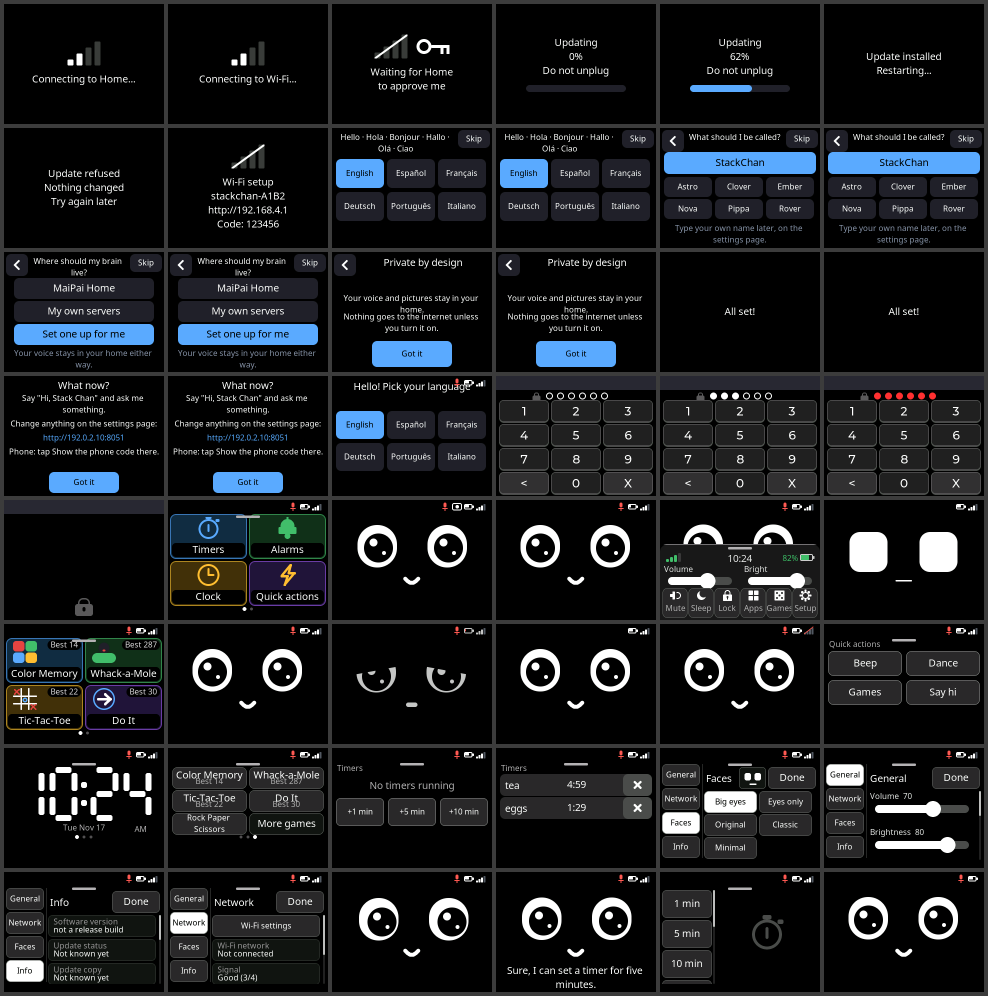 Connecting to Home...
Connecting to Wi-Fi...
Waiting for Home
to approve me
Updating
0%
Do not unplug
Updating
62%
Do not unplug
Update installed
Restarting...
Update refused
Nothing changed
Try again later
Wi-Fi setup
stackchan-A1B2
http://192.168.4.1
Code: 123456
Hello · Hola · Bonjour · Hallo ·
Olá · Ciao
Skip
English
Español
Français
Deutsch
Português
Italiano
Hello · Hola · Bonjour · Hallo ·
Olá · Ciao
Skip
English
Español
Français
Deutsch
Português
Italiano
What should I be called?
Skip
StackChan
Astro
Clover
Ember
Nova
Pippa
Rover
Type your own name later, on the
settings page.
What should I be called?
Skip
StackChan
Astro
Clover
Ember
Nova
Pippa
Rover
Type your own name later, on the
settings page.
Where should my brain
live?
Skip
MaiPai Home
My own servers
Set one up for me
Your voice stays in your home either
way.
Where should my brain
live?
Skip
MaiPai Home
My own servers
Set one up for me
Your voice stays in your home either
way.
Private by design
Your voice and pictures stay in your
home.
Nothing goes to the internet unless
you turn it on.
Got it
Private by design
Your voice and pictures stay in your
home.
Nothing goes to the internet unless
you turn it on.
Got it
All set!
All set!
What now?
Say "Hi, Stack Chan" and ask me
something.
Change anything on the settings page:
http://192.0.2.10:8051
Phone: tap Show the phone code there.
Got it
What now?
Say "Hi, Stack Chan" and ask me
something.
Change anything on the settings page:
http://192.0.2.10:8051
Phone: tap Show the phone code there.
Got it
Hello! Pick your language
English
Español
Français
Deutsch
Português
Italiano
1 2 3
4 5 6
7 8 9
< 0 X
1 2 3
4 5 6
7 8 9
< 0 X
1 2 3
4 5 6
7 8 9
< 0 X
Timers
Alarms
Clock
Quick actions
10:24
82%
Volume
Bright
Mute
Sleep
Lock
Apps
Games
Setup
Best 14
Color Memory
Best 287
Whack-a-Mole
Best 22
Tic-Tac-Toe
Best 30
Do It
Quick actions
Beep
Dance
Games
Say hi
10:24
Tue Nov 17
AM
Color Memory
Best 14
Whack-a-Mole
Best 287
Tic-Tac-Toe
Best 22
Do It
Best 30
Rock Paper
Scissors
More games
Timers
No timers running
+1 min
+5 min
+10 min
Timers
tea
4:59
eggs
1:29
General
Network
Faces
Info
Faces
Done
Big eyes
Eyes only
Original
Classic
Minimal
General
Network
Faces
Info
General
Done
Volume 70
Brightness 80
General
Network
Faces
Info
Info
Done
Software version
not a release build
Update status
Not known yet
Update copy
Not known yet
General
Network
Faces
Info
Network
Done
Wi-Fi settings
Wi-Fi network
Not connected
Signal
Good (3/4)
Sure, I can set a timer for five
minutes.
1 min
5 min
10 min